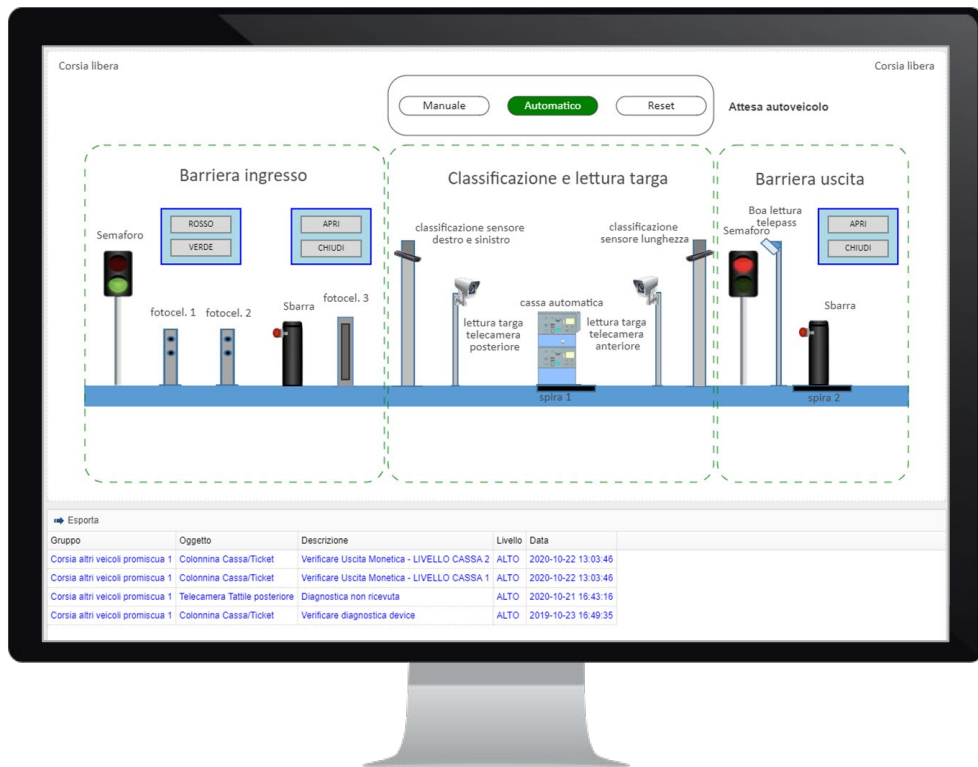 Corsia libera
Corsia libera
Manuale
Automatico
Reset
Attesa autoveicolo
Barriera ingresso
Semaforo
ROSSO
VERDE
APRI
CHIUDI
fotocel. 1
fotocel. 2
Sbarra
fotocel. 3
Classificazione e lettura targa
classificazione sensore
destro e sinistro
classificazione
sensore lunghezza
lettura targa
telecamera
posteriore
cassa automatica
lettura targa
telecamera
anteriore
spira 1
Barriera uscita
Boa lettura
telepass
Semaforo
APRI
CHIUDI
Sbarra
spira 2
Esporta
Gruppo Oggetto Descrizione Livello Data
Corsia altri veicoli promiscua 1 Colonnina Cassa/Ticket Verificare Uscita Monetica - LIVELLO CASSA 2 ALTO 2020-10-22 13:03:46
Corsia altri veicoli promiscua 1 Colonnina Cassa/Ticket Verificare Uscita Monetica - LIVELLO CASSA 1 ALTO 2020-10-22 13:03:46
Corsia altri veicoli promiscua 1 Telecamera Tattile posteriore Diagnostica non ricevuta ALTO 2020-10-21 16:43:16
Corsia altri veicoli promiscua 1 Colonnina Cassa/Ticket Verificare diagnostica device ALTO 2019-10-23 16:49:35